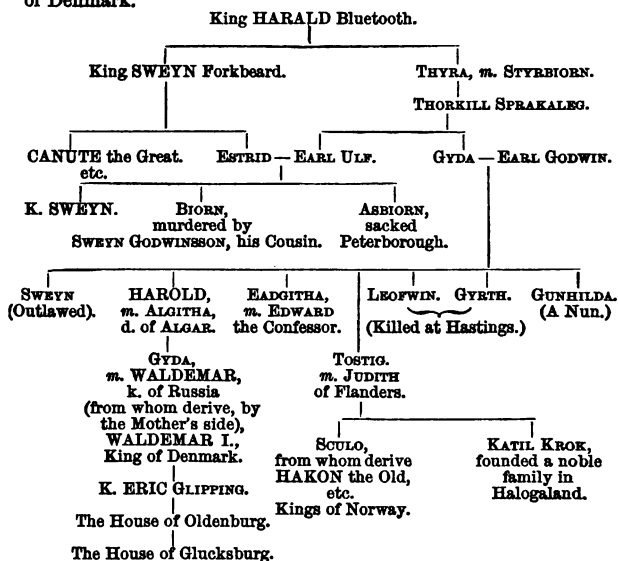 of Denmark.
King HARALD Bluetooth.
King SWEYN Forkbeard.
THYRA, m. STYRBIORN.
THORKILL SPRAKALEG.
CANUTE the Great.
etc.
ESTRID — EARL ULF.
GYDA — EARL GODWIN.
K. SWEYN.
BIORN,
murdered by
SWEYN GODWINSSON, his Cousin.
ASBIORN,
sacked
Peterborough.
SWEYN
(Outlawed).
HAROLD,
m. ALGITHA,
d. of ALGAR.
EADGITHA,
m. EDWARD
the Confessor.
LEOFWIN. GYRTH.
(Killed at Hastings.)
GUNHILDA.
(A Nun.)
GYDA,
m. WALDEMAR,
k. of Russia
(from whom derive, by
the Mother's side),
WALDEMAR I.,
King of Denmark.
K. ERIC GLIPPING.
The House of Oldenburg.
The House of Glucksburg.
TOSTIG.
m. JUDITH
of Flanders.
SCULO,
from whom derive
HAKON the Old,
etc.
Kings of Norway.
KATIL KROK,
founded a noble
family in
Halogaland.